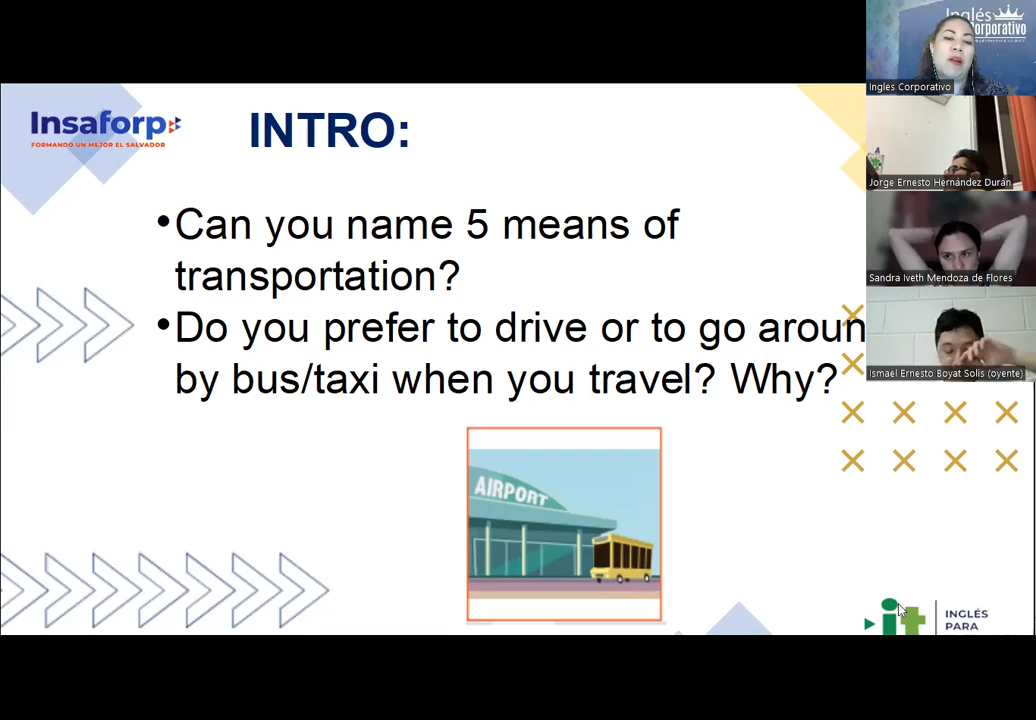 Insaforp
FORMANDO UN MEJOR EL SALVADOR
INTRO:
•Can you name 5 means of
transportation?
•Do you prefer to drive or to go aroun
by bus/taxi when you travel? Why?
AIRPORT
it
INGLÉS
PARA
Inglés
Corporativo
Ingles Corporativo
Jorge Ernesto Hernández Durán
Sandra Iveth Mendoza de Flores
Ismael Ernesto Boyat Solis (oyente)